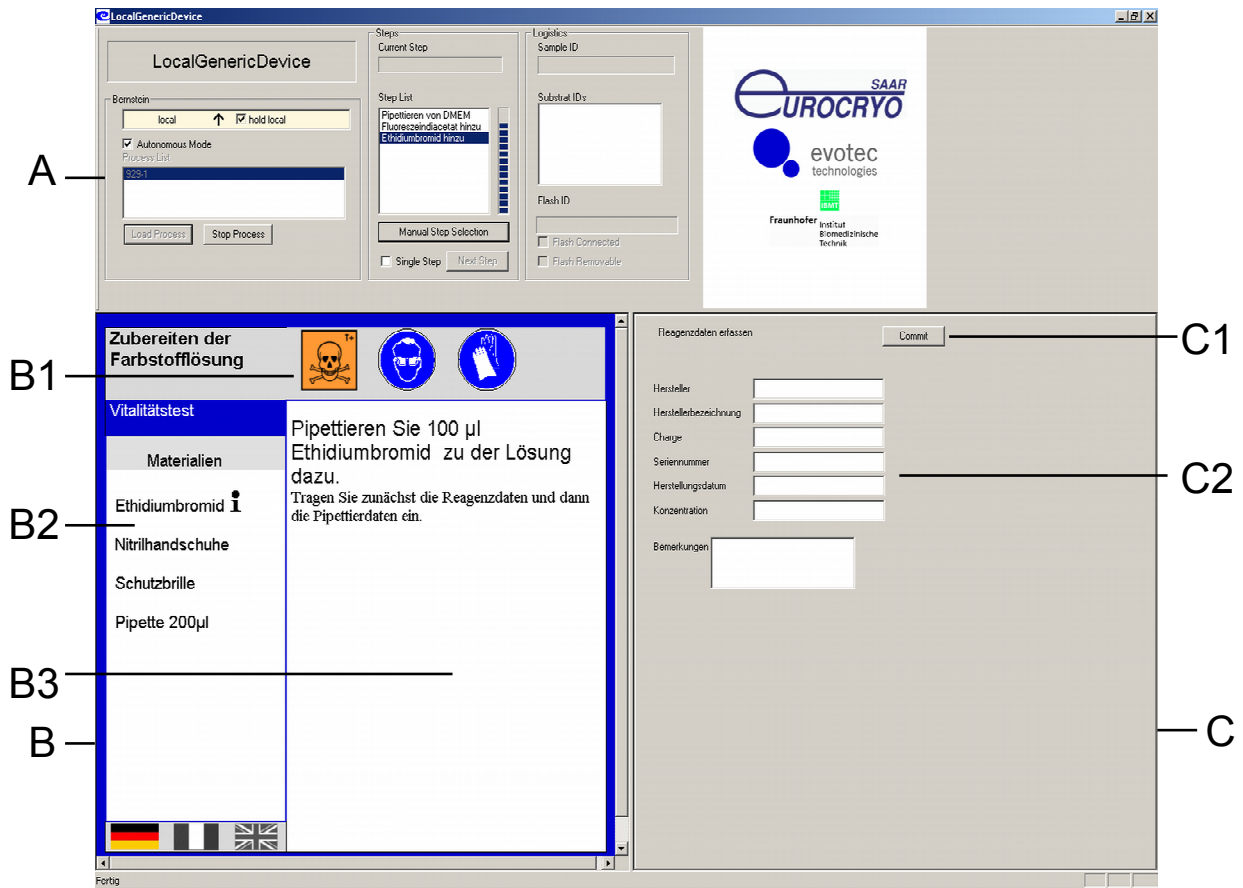 LocalGenericDevice
LocalGenericDevice
Bernstein
local
hold local
Autonomous Mode
Process List
929-1
Load Process
Stop Process
Steps
Current Step
Step List
Pipettieren von DMEM
Fluoreszeindiacetat hinzu
Ethidiumbromid hinzu
Manual Step Selection
Single Step
Next Step
Logistics
Sample ID
Substrat IDs
Flash ID
Flash Connected
Flash Removable
SAAR
EUROCRYO
evotec
technologies
IBMT
Fraunhofer
Institut
Biomedizinische
Technik
A
Zubereiten der
Farbstofflösung
T+
B1
Vitalitätstest
Materialien
Ethidiumbromid i
Nitrilhandschuhe
Schutzbrille
Pipette 200µl
B2
Pipettieren Sie 100 µl
Ethidiumbromid zu der Lösung
dazu.
Tragen Sie zunächst die Reagenzdaten und dann
die Pipettierdaten ein.
B3
B
Reagenzdaten erfassen
Commit
C1
Hersteller
Herstellerbezeichnung
Charge
Seriennummer
Herstellungsdatum
Konzentration
Bemerkungen
C2
C
Fertig